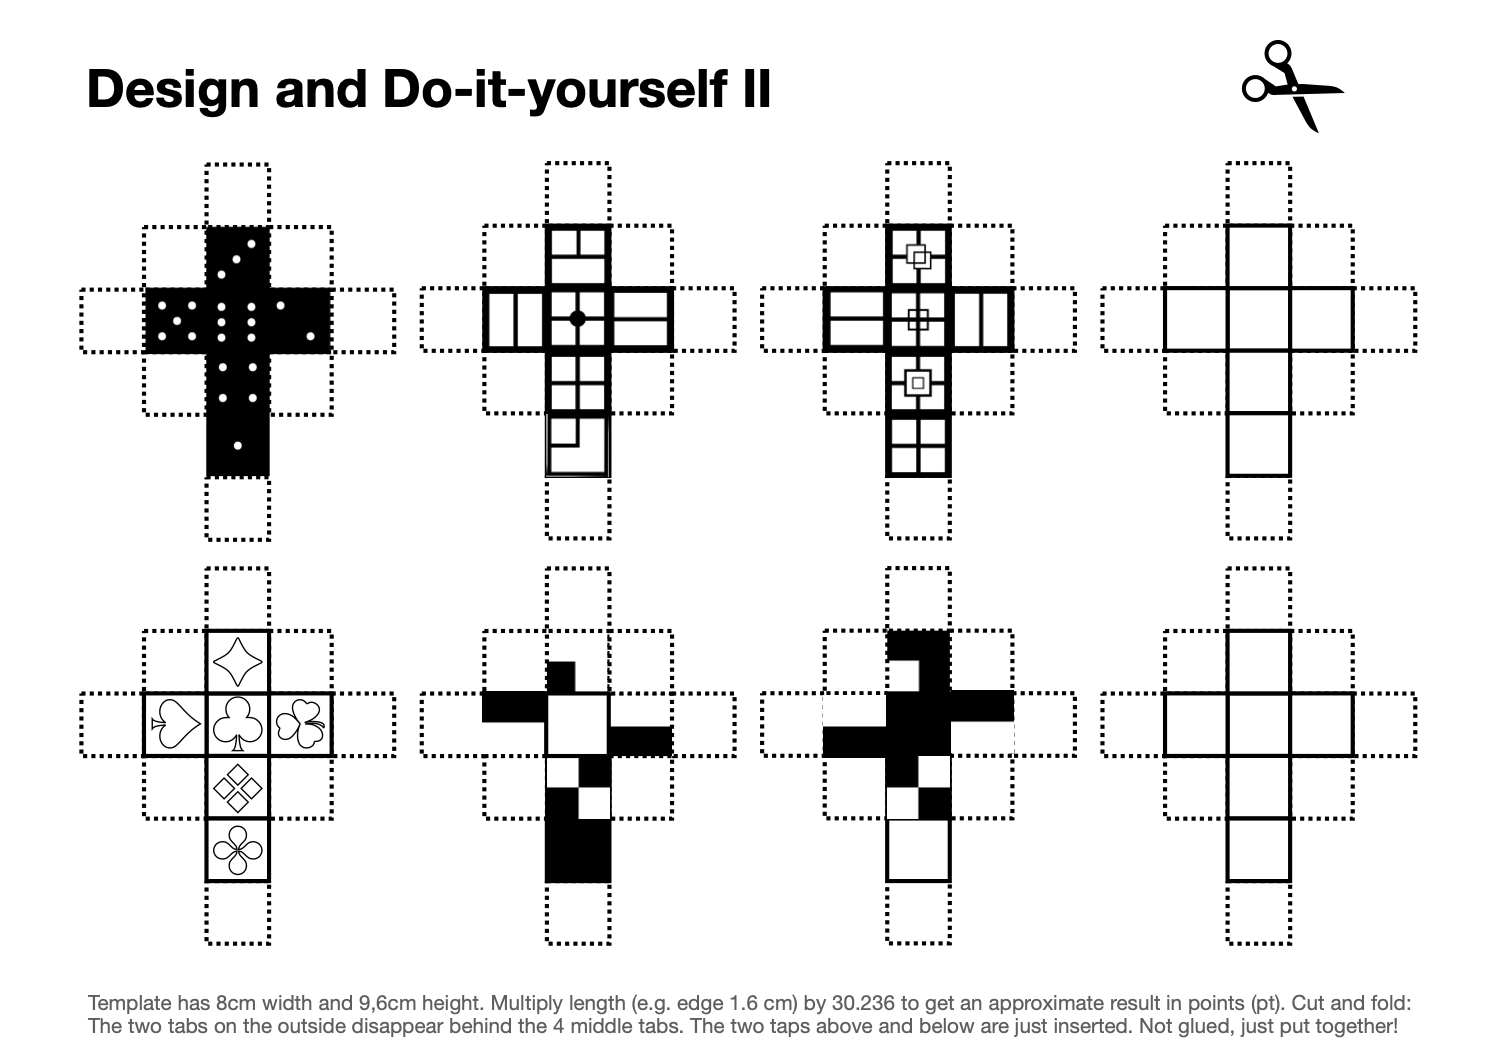 Design and Do-it-yourself II
Template has 8cm width and 9,6cm height. Multiply length (e.g. edge 1.6 cm) by 30.236 to get an approximate result in points (pt). Cut and fold:
The two tabs on the outside disappear behind the 4 middle tabs. The two taps above and below are just inserted. Not glued, just put together!